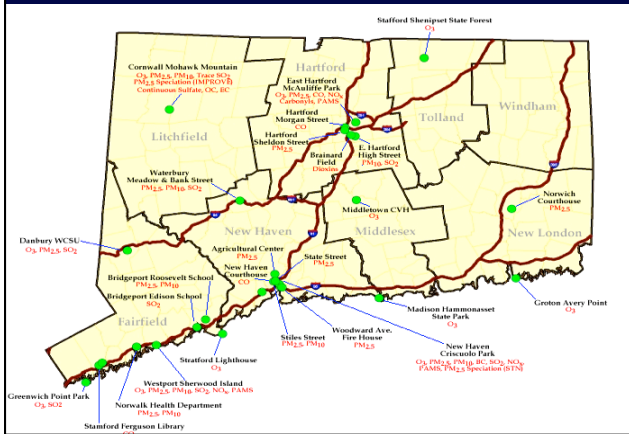 Stafford Shenipset State Forest
O3
Cornwall Mohawk Mountain
O3, PM2.5, PM10, Trace SO2
PM2.5 Speciation (IMPROVE)
Continuous Sulfate, OC, EC
Hartford
East Hartford
McAuliffe Park
O3, PM2.5, CO, NOx
Carbonyls, PAMS
Hartford
Morgan Street
CO
Tolland
Windham
Litchfield
Hartford
Sheldon Street
PM2.5
E. Hartford
High Street
PM10, SO2
Brainard
Field
Dioxins
Waterbury
Meadow & Bank Street
PM2.5, PM10, SO2
Middletown CVH
O3
Norwich
Courthouse
PM2.5
New Haven
Middlesex
New London
Danbury WCSU
O3, PM2.5, SO2
Agricultural Center
PM2.5
State Street
PM2.5
New Haven
Courthouse
CO
Bridgeport Roosevelt School
PM2.5, PM10
Bridgeport Edison School
SO2
Fairfield
Madison Hammonasset
State Park
O3
Groton Avery Point
O3
Woodward Ave.
Fire House
PM2.5
Stiles Street
PM2.5, PM10
New Haven
Criscuolo Park
O3, PM2.5, PM10, BC, SO2, NOx,
PAMS, PM2.5 Speciation (STN)
Stratford Lighthouse
O3
Westport Sherwood Island
O3, PM2.5, PM10, SO2, NOx, PAMS
Greenwich Point Park
O3, SO2
Norwalk Health Department
PM2.5, PM10
Stamford Ferguson Library
CO